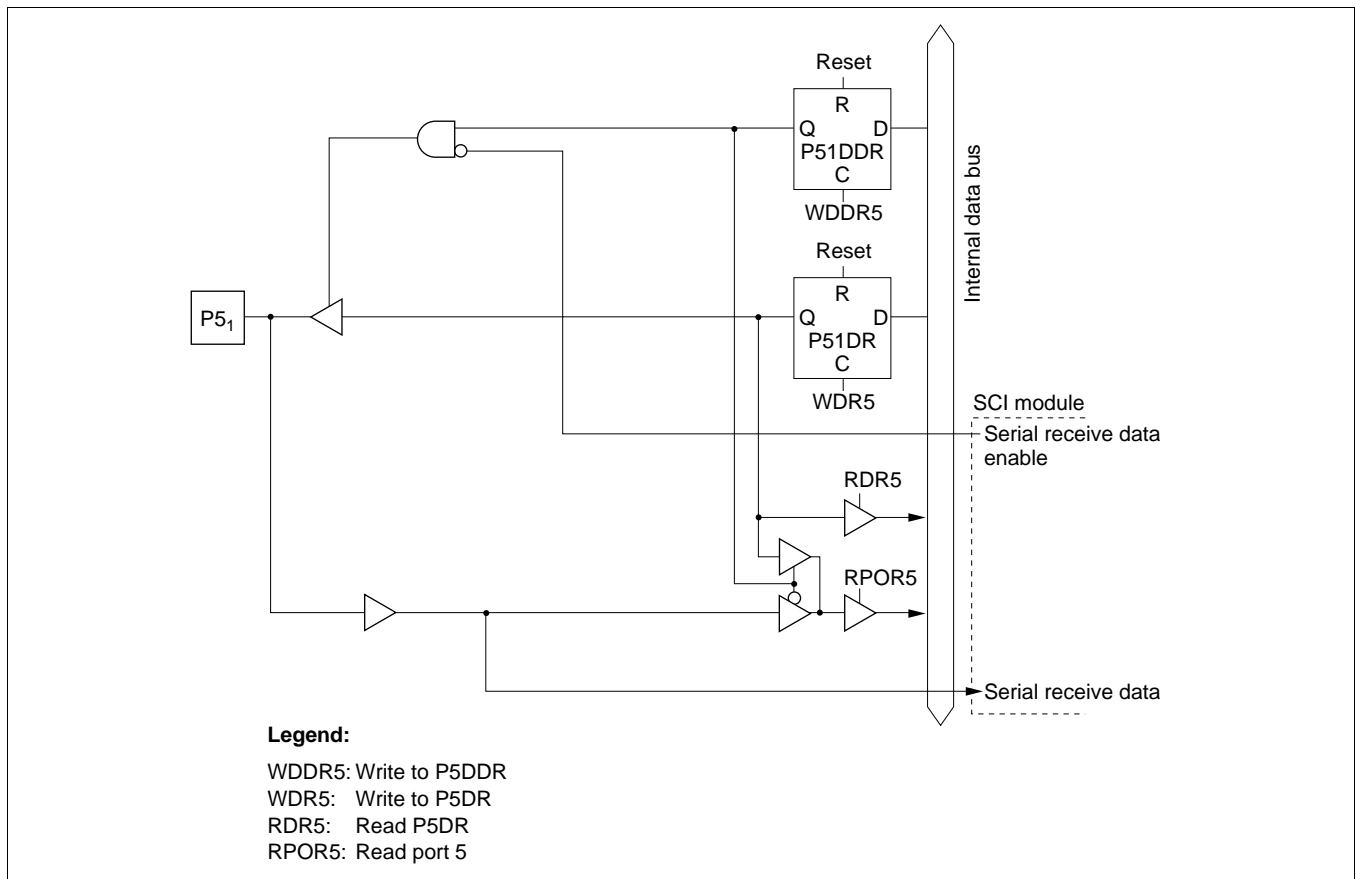 Reset
R
Q D
P51DDR
C
WDDR5
Reset
R
Q D
P51DR
C
WDR5
Internal data bus
P5₁
SCI module
Serial receive data
enable
RDR5
RPOR5
Serial receive data
Legend:
WDDR5: Write to P5DDR
WDR5: Write to P5DR
RDR5: Read P5DR
RPOR5: Read port 5